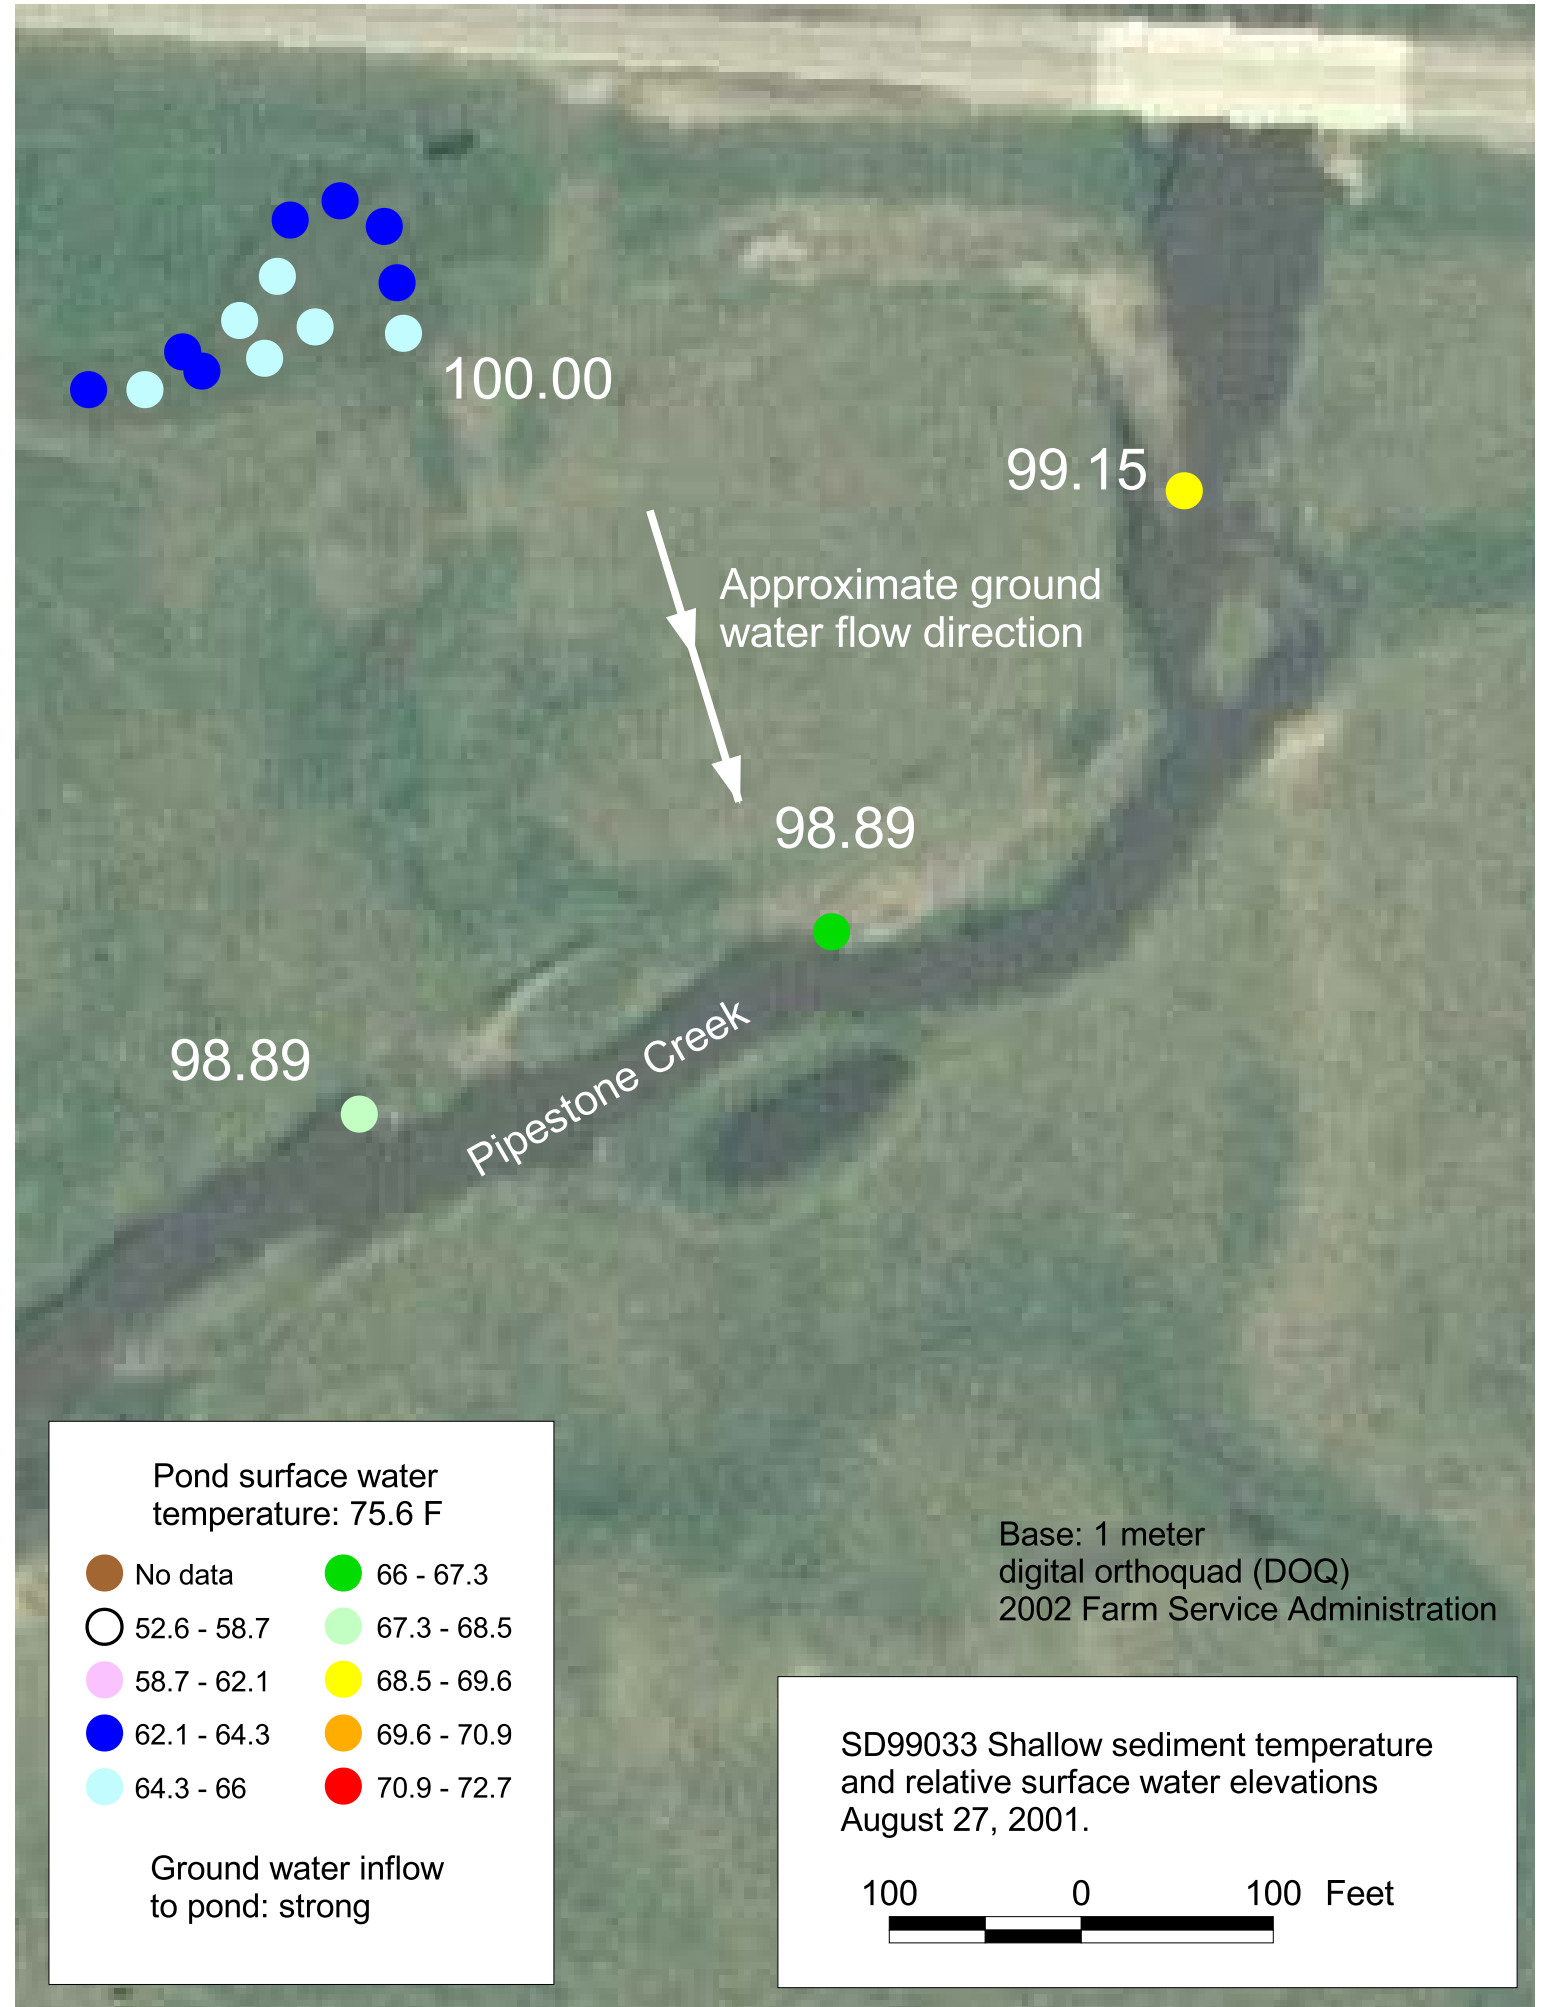 100.00
99.15
Approximate ground
water flow direction
98.89
98.89
Pipestone Creek
Pond surface water
temperature: 75.6 F
No data
52.6 - 58.7
58.7 - 62.1
62.1 - 64.3
64.3 - 66
66 - 67.3
67.3 - 68.5
68.5 - 69.6
69.6 - 70.9
70.9 - 72.7
Ground water inflow
to pond: strong
Base: 1 meter
digital orthoquad (DOQ)
2002 Farm Service Administration
SD99033 Shallow sediment temperature
and relative surface water elevations
August 27, 2001.
100 0 100 Feet